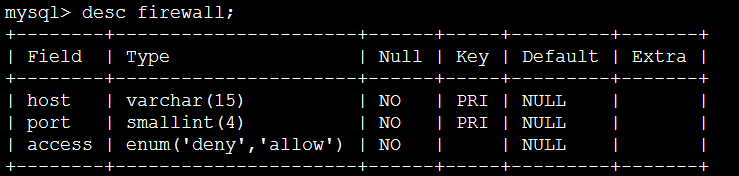 mysql> desc firewall;
+--------+----------------------+------+-----+---------+-------+
| Field  | Type                 | Null | Key | Default | Extra |
+--------+----------------------+------+-----+---------+-------+
| host   | varchar(15)          | NO   | PRI | NULL    |       |
| port   | smallint(4)          | NO   | PRI | NULL    |       |
| access | enum('deny','allow') | NO   |     | NULL    |       |
+--------+----------------------+------+-----+---------+-------+